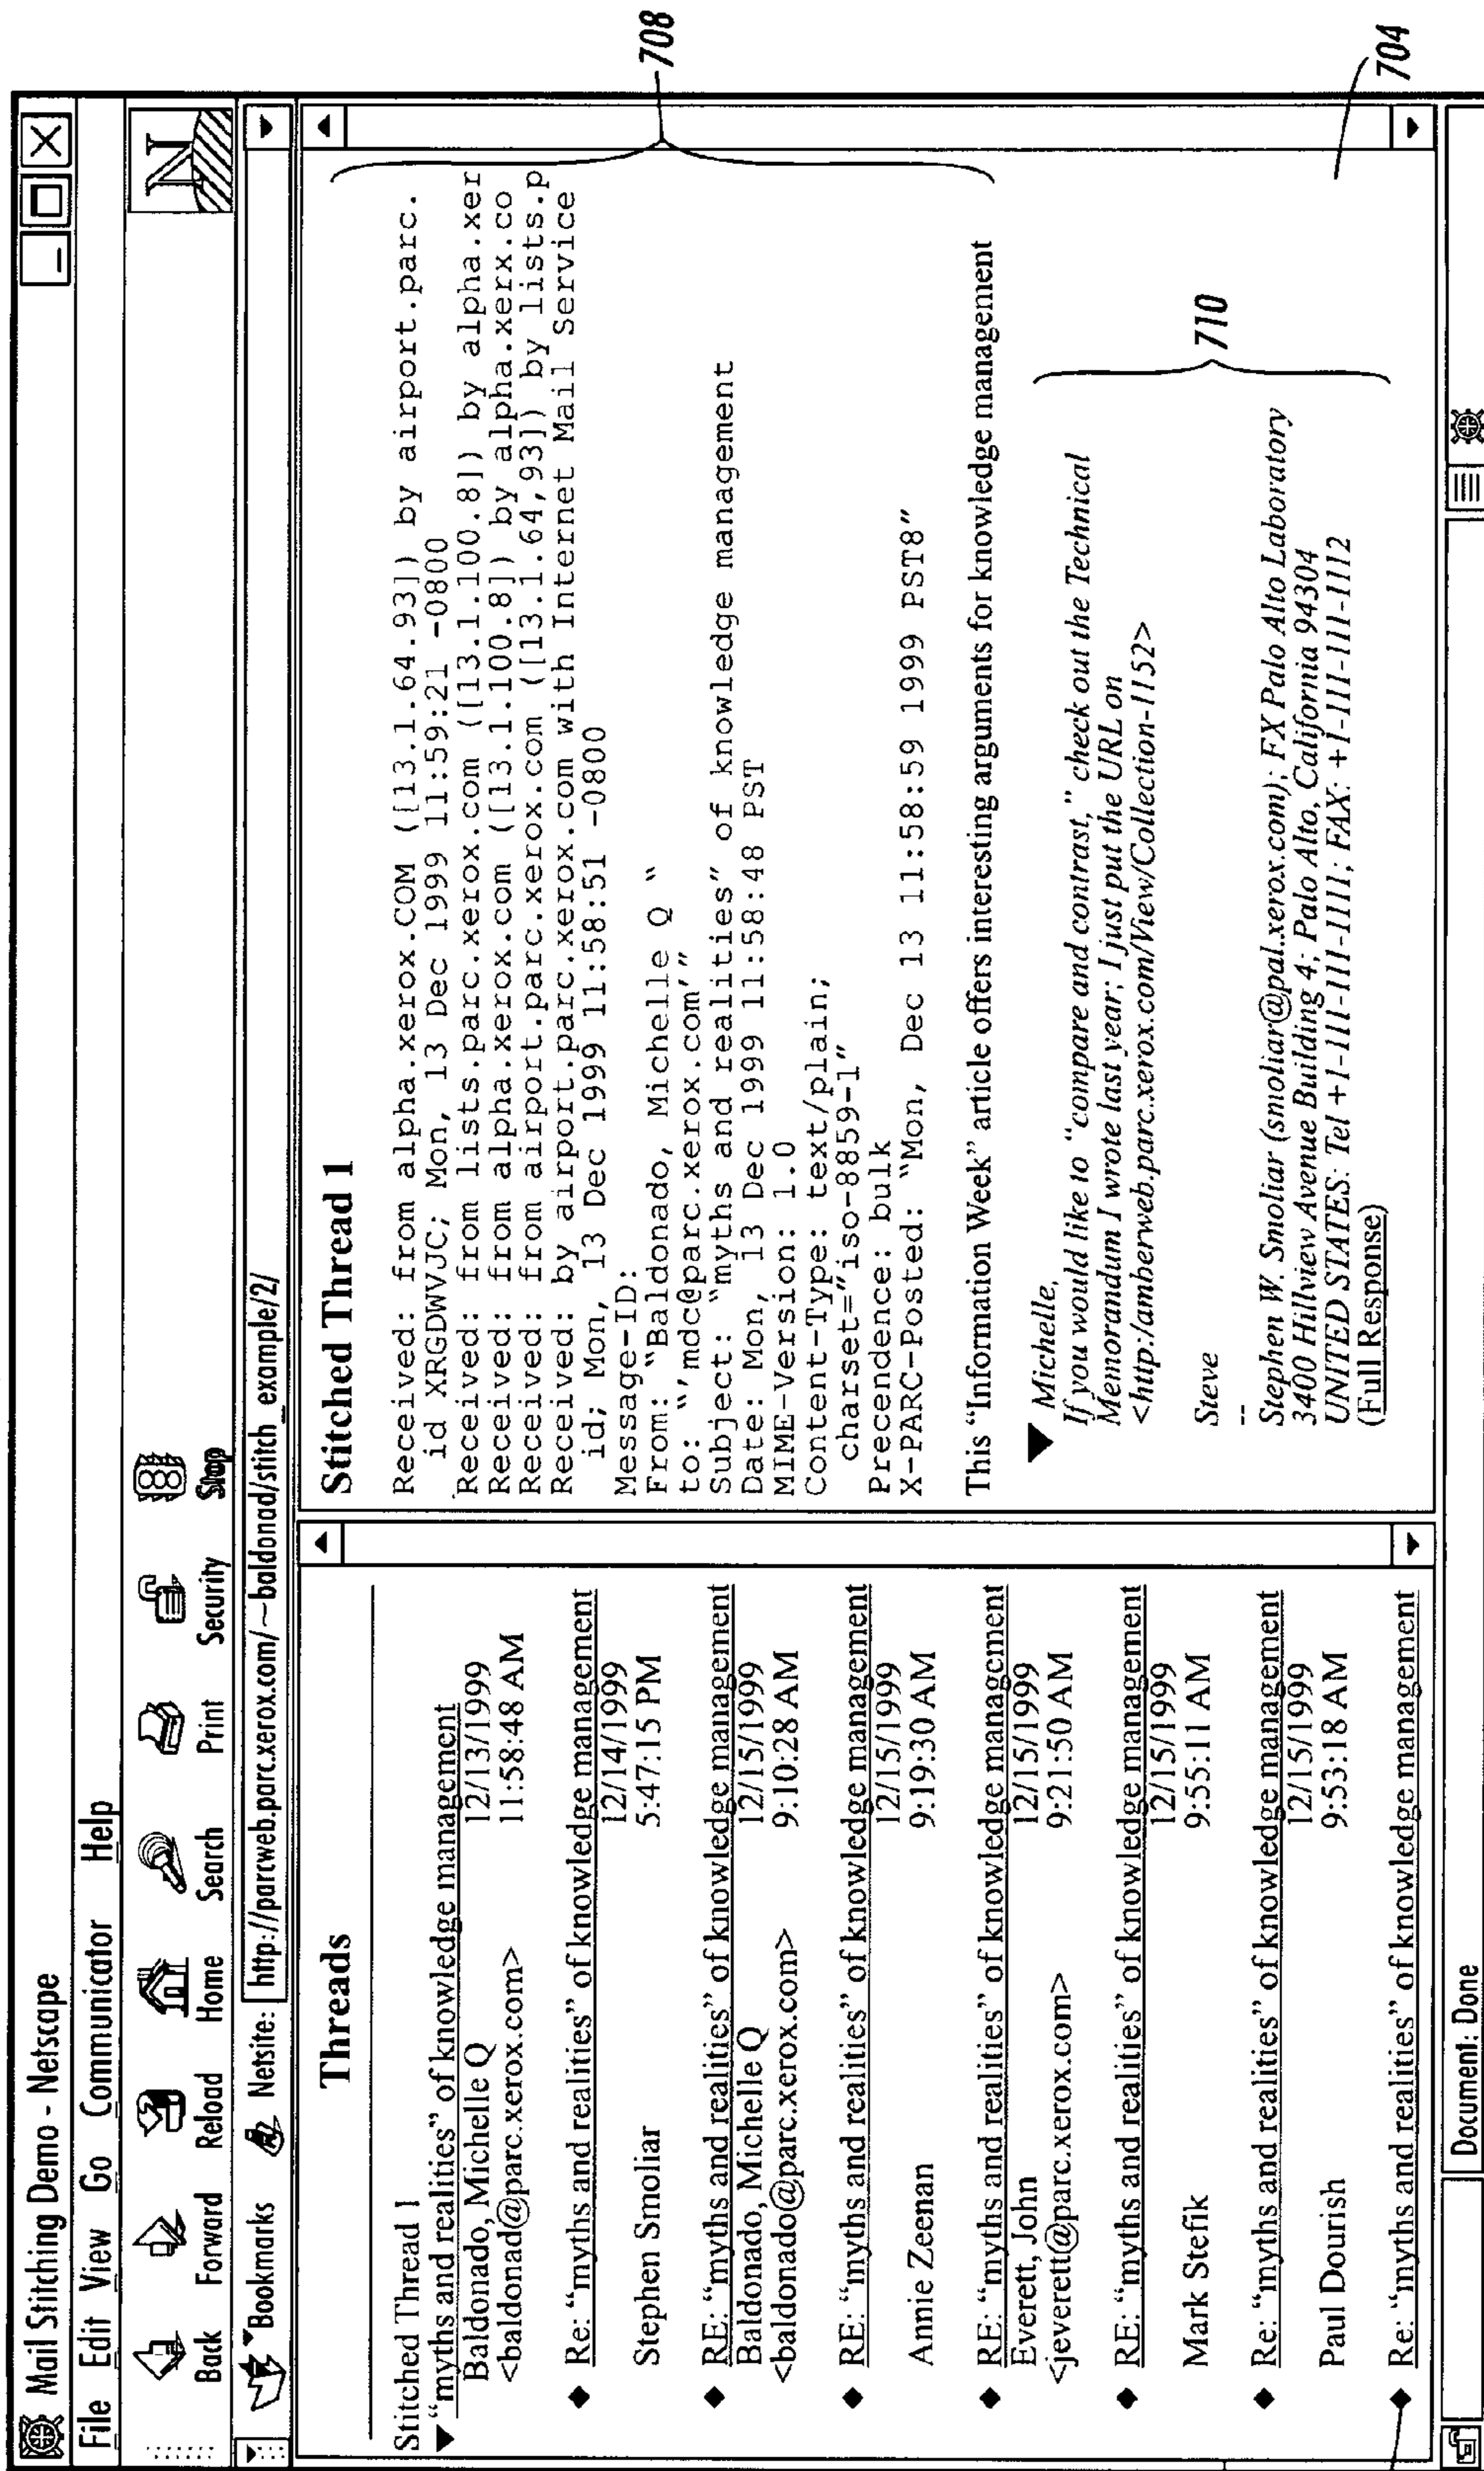 Mail Stitching Demo - Netscape
File Edit View Go Communicator Help
Back Forward Reload Home Search Print Security Stop
N
Bookmarks Netsite: http://parcweb.parc.xerox.com/~baldonad/stitch_example/2/
Threads
Stitched Thread 1
"myths and realities" of knowledge management
Baldonado, Michelle Q 12/13/1999
<baldonad@parc.xerox.com> 11:58:48 AM
Re: "myths and realities" of knowledge management
12/14/1999
Stephen Smoliar 5:47:15 PM
RE: "myths and realities" of knowledge management
Baldonado, Michelle Q 12/15/1999
<baldonado@parc.xerox.com> 9:10:28 AM
RE: "myths and realities" of knowledge management
12/15/1999
Annie Zeenan 9:19:30 AM
RE: "myths and realities" of knowledge management
Everett, John 12/15/1999
<jeverett@parc.xerox.com> 9:21:50 AM
RE: "myths and realities" of knowledge management
12/15/1999
Mark Stefik 9:55:11 AM
Re: "myths and realities" of knowledge management
12/15/1999
Paul Dourish 9:53:18 AM
Re: "myths and realities" of knowledge management
Stitched Thread 1
Received: from alpha.xerox.COM ([13.1.64.93]) by airport.parc.
id XRGDWVJC; Mon, 13 Dec 1999 11:59:21 -0800
Received: from lists.parc.xerox.com ([13.1.100.8]) by alpha.xer
Received: from alpha.xerox.com ([13.1.100.8]) by alpha.xerx.co
Received: from airport.parc.xerox.com ([13.1.64,93]) by lists.p
Received: by airport.parc.xerox.com with Internet Mail Service
id; Mon, 13 Dec 1999 11:58:51 -0800
Message-ID:
From: "Baldonado, Michelle Q "
to: "'mdc@parc.xerox.com'"
Subject: "myths and realities" of knowledge management
Date: Mon, 13 Dec 1999 11:58:48 PST
MIME-Version: 1.0
Content-Type: text/plain;
charset="iso-8859-1"
Precendence: bulk
X-PARC-Posted: "Mon, Dec 13 11:58:59 1999 PST8"
This "Information Week" article offers interesting arguments for knowledge management
Michelle,
If you would like to "compare and contrast," check out the Technical
Memorandum I wrote last year; I just put the URL on
<http:/amberweb.parc.xerox.com/View/Collection-1152>
Steve
--
Stephen W. Smoliar (smoliar@pal.xerox.com); FX Palo Alto Laboratory
3400 Hillview Avenue Building 4; Palo Alto, California 94304
UNITED STATES: Tel +1-111-111-1111; FAX: +1-111-111-1112
(Full Response)
708
710
704
Document: Done